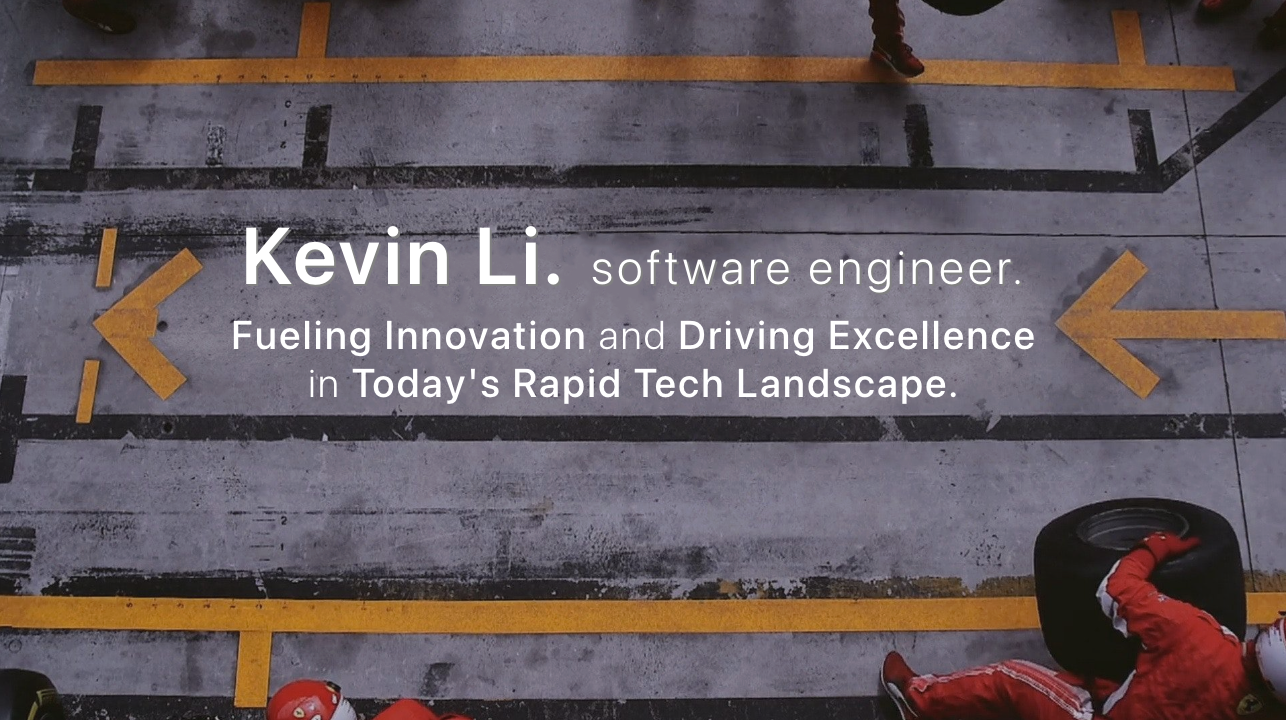 Kevin Li. software engineer.
Fueling Innovation and Driving Excellence
in Today's Rapid Tech Landscape.